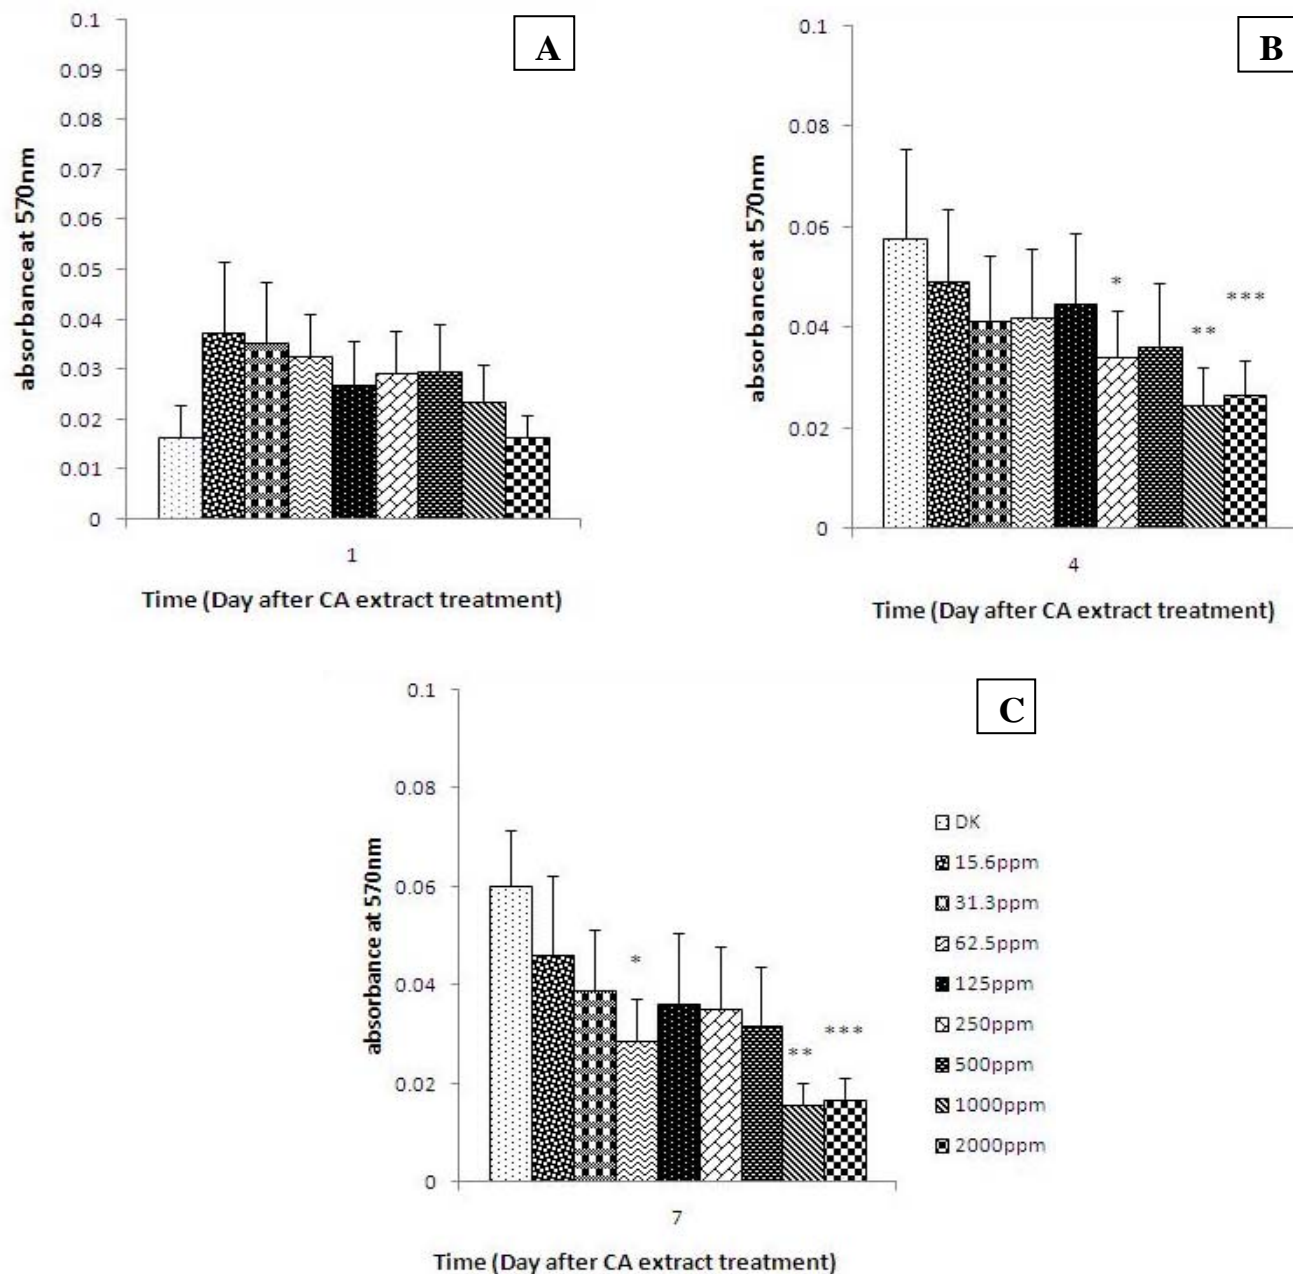 A
absorbance at 570nm
0.1
0.09
0.08
0.07
0.06
0.05
0.04
0.03
0.02
0.01
0
1
Time (Day after CA extract treatment)
B
absorbance at 570nm
0.1
0.08
0.06
0.04
0.02
0
*
**
***
4
Time (Day after CA extract treatment)
C
absorbance at 570nm
0.1
0.08
0.06
0.04
0.02
0
*
**
***
7
Time (Day after CA extract treatment)
DK
15.6ppm
31.3ppm
62.5ppm
125ppm
250ppm
500ppm
1000ppm
2000ppm